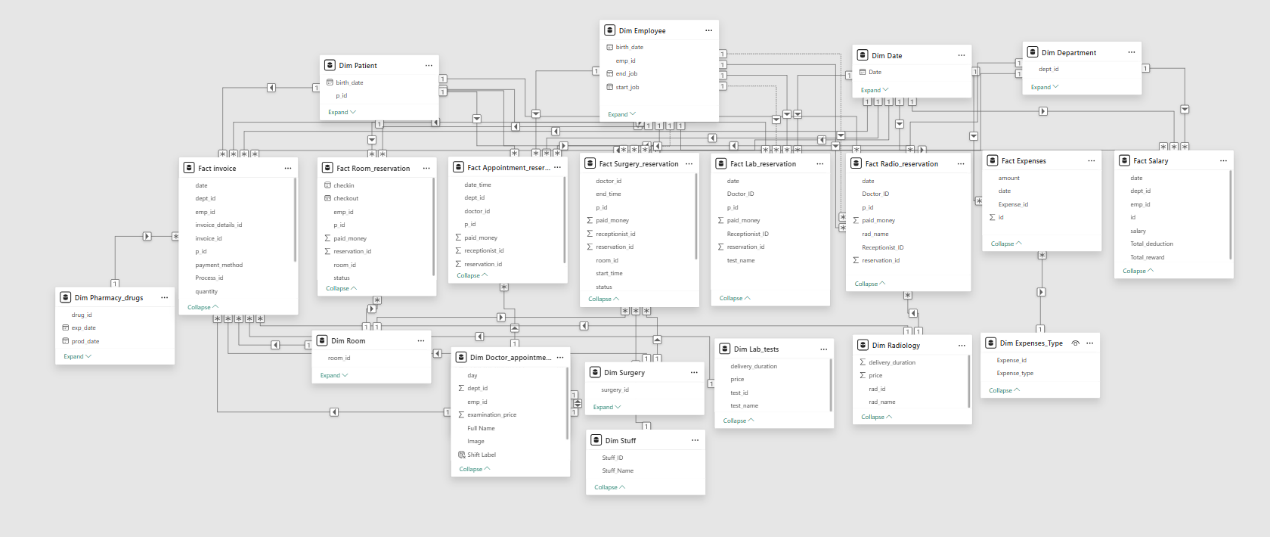 Dim Employee
birth_date
emp_id
end_job
start_job
Expand
Dim Patient
birth_date
p_id
Expand
Dim Date
Date
Expand
Dim Department
dept_id
Expand
Fact invoice
date
dept_id
emp_id
invoice_details_id
invoice_id
p_id
payment_method
Process_id
quantity
Collapse
Fact Room_reservation
checkin
checkout
emp_id
p_id
paid_money
reservation_id
room_id
status
Collapse
Fact Appointment_reser...
date_time
dept_id
doctor_id
p_id
paid_money
receptionist_id
reservation_id
Collapse
Fact Surgery_reservation
doctor_id
end_time
p_id
paid_money
receptionist_id
reservation_id
room_id
start_time
status
Collapse
Fact Lab_reservation
date
Doctor_ID
p_id
paid_money
Receptionist_ID
reservation_id
test_name
Collapse
Fact Radio_reservation
date
Doctor_ID
p_id
paid_money
rad_name
Receptionist_ID
reservation_id
Collapse
Fact Expenses
amount
date
Expense_id
id
Collapse
Fact Salary
date
dept_id
emp_id
id
salary
Total_deduction
Total_reward
Collapse
Dim Pharmacy_drugs
drug_id
exp_date
prod_date
Expand
Dim Room
room_id
Expand
Dim Doctor_appointme...
day
dept_id
emp_id
examination_price
Full Name
Image
Shift Label
Collapse
Dim Surgery
surgery_id
Expand
Dim Stuff
Stuff_ID
Stuff_Name
Collapse
Dim Lab_tests
delivery_duration
price
test_id
test_name
Collapse
Dim Radiology
delivery_duration
price
rad_id
rad_name
Collapse
Dim Expenses_Type
Expense_id
Expense_type
Collapse